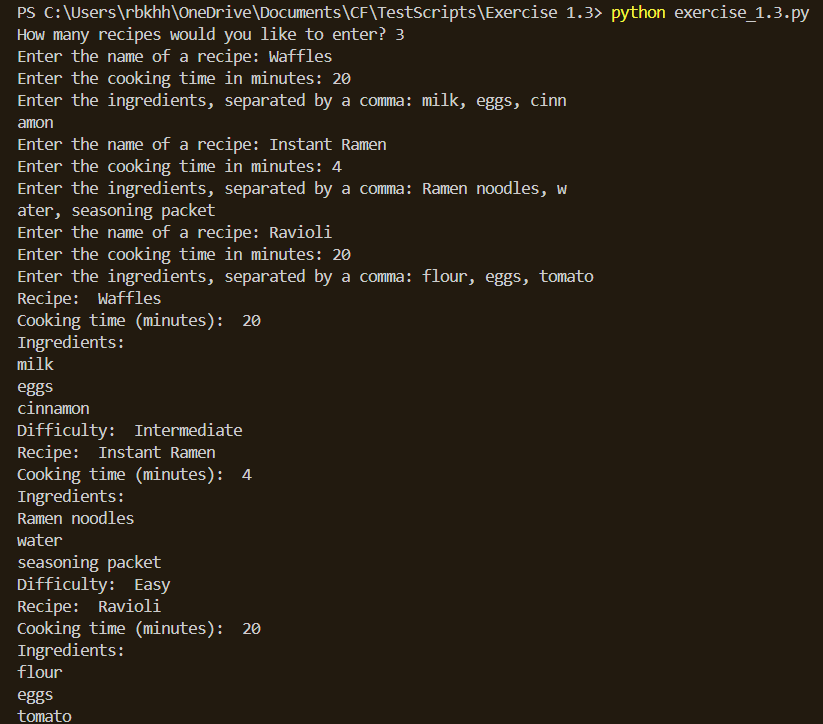 PS C:\Users\rbkhh\OneDrive\Documents\CF\TestScripts\Exercise 1.3> python exercise_1.3.py
How many recipes would you like to enter? 3
Enter the name of a recipe: Waffles
Enter the cooking time in minutes: 20
Enter the ingredients, separated by a comma: milk, eggs, cinn
amon
Enter the name of a recipe: Instant Ramen
Enter the cooking time in minutes: 4
Enter the ingredients, separated by a comma: Ramen noodles, w
ater, seasoning packet
Enter the name of a recipe: Ravioli
Enter the cooking time in minutes: 20
Enter the ingredients, separated by a comma: flour, eggs, tomato
Recipe:  Waffles
Cooking time (minutes):  20
Ingredients:
milk
eggs
cinnamon
Difficulty:  Intermediate
Recipe:  Instant Ramen
Cooking time (minutes):  4
Ingredients:
Ramen noodles
water
seasoning packet
Difficulty:  Easy
Recipe:  Ravioli
Cooking time (minutes):  20
Ingredients:
flour
eggs
tomato